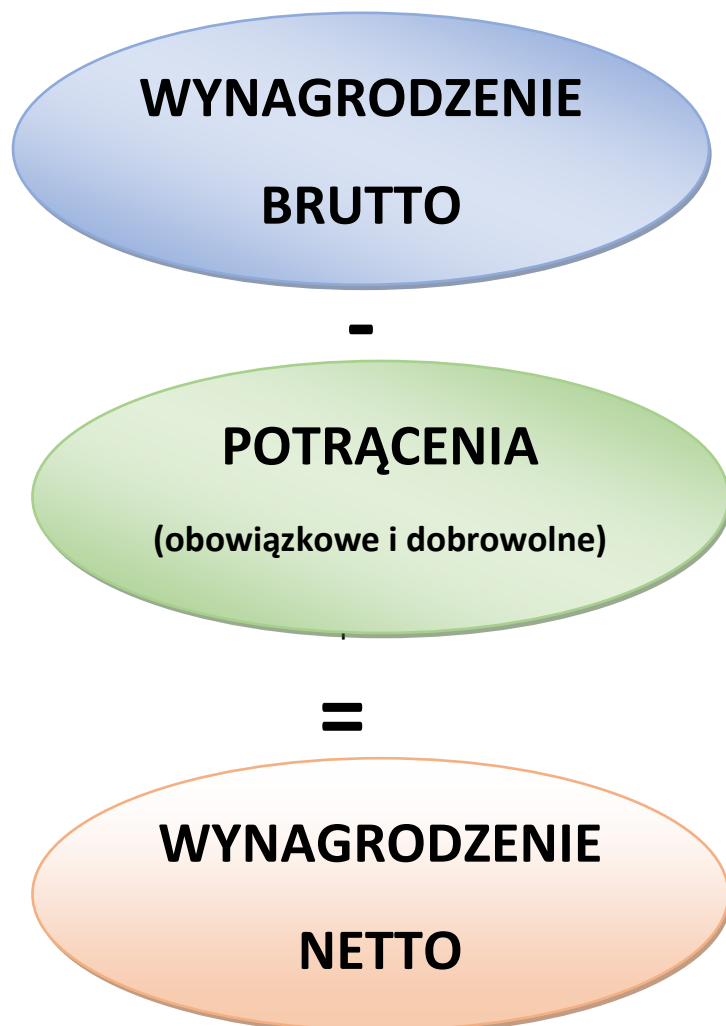 WYNAGRODZENIE
BRUTTO
-
POTRĄCENIA
(obowiązkowe i dobrowolne)
=
WYNAGRODZENIE
NETTO